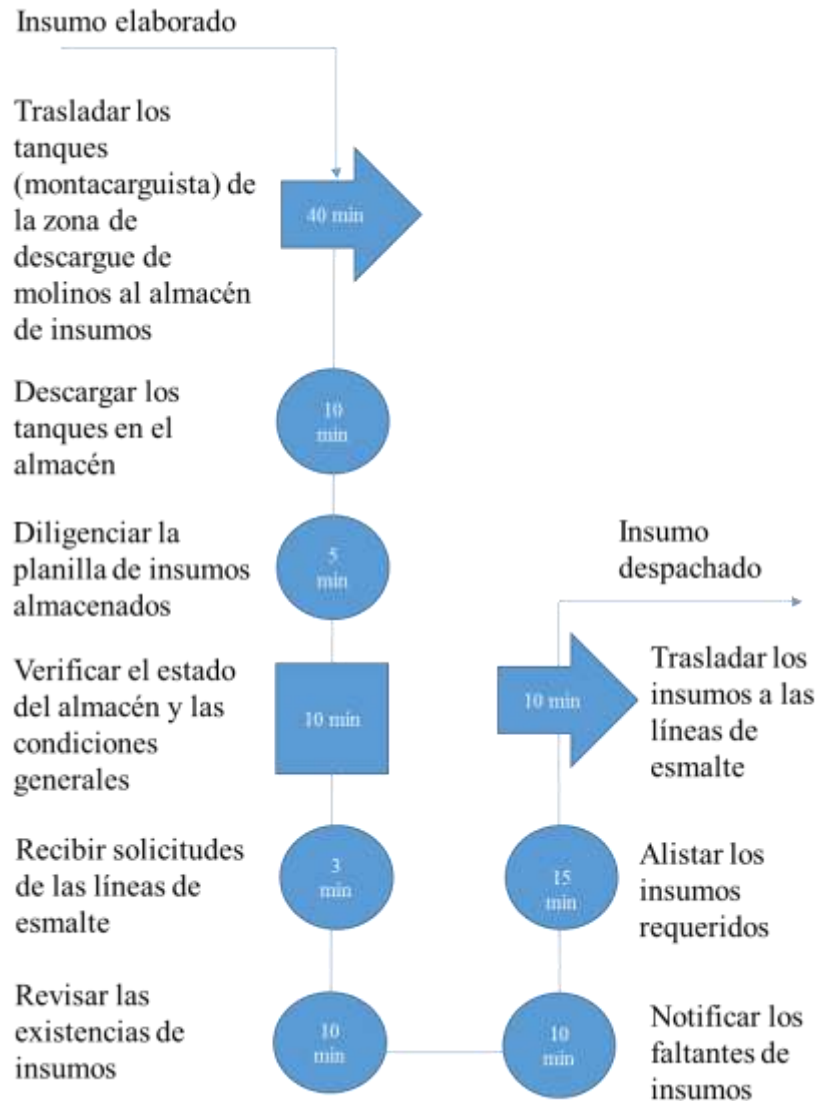 Insumo elaborado
Trasladar los
tanques
(montacarguista) de
la zona de
descargue de
molinos al almacén
de insumos
40 min
Descargar los
tanques en el
almacén
10
min
Diligenciar la
planilla de insumos
almacenados
5
min
Verificar el estado
del almacén y las
condiciones
generales
10 min
Recibir solicitudes
de las líneas de
esmalte
3
min
Revisar las
existencias de
insumos
10
min
Notificar los
faltantes de
insumos
10
min
Alistar los
insumos
requeridos
15
min
Trasladar los
insumos a las
líneas de
esmalte
10 min
Insumo
despachado